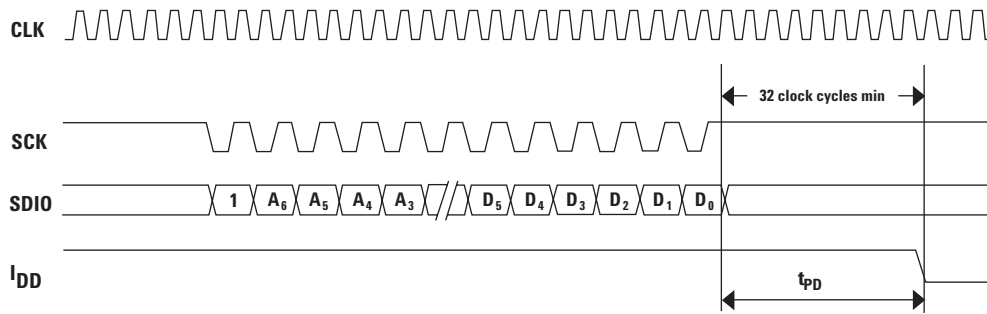 CLK
32 clock cycles min
SCK
SDIO 1 A6 A5 A4 A3 D5 D4 D3 D2 D1 D0
IDD
tPD